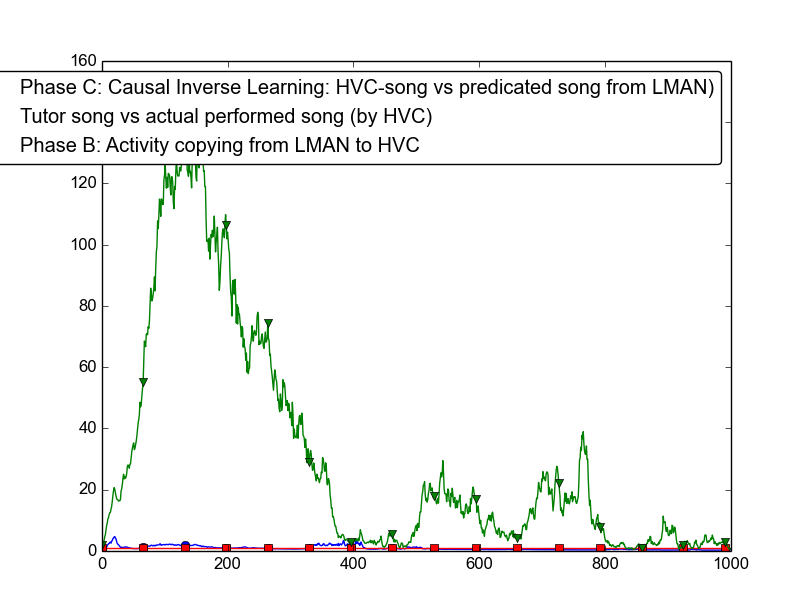 160
Phase C: Causal Inverse Learning: HVC-song vs predicated song from LMAN)
Tutor song vs actual performed song (by HVC)
Phase B: Activity copying from LMAN to HVC
120
100
80
60
40
20
0
0 200 400 600 800 1000